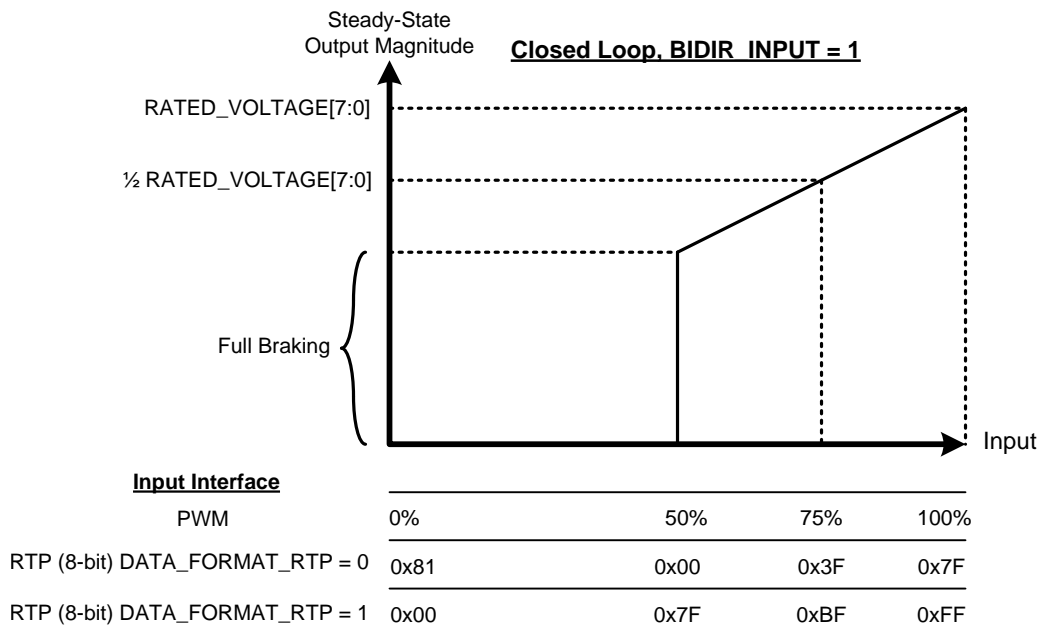 Steady-State
Output Magnitude
Closed Loop, BIDIR_INPUT = 1
RATED_VOLTAGE[7:0]
½ RATED_VOLTAGE[7:0]
Full Braking
Input
Input Interface
PWM 0% 50% 75% 100%
RTP (8-bit) DATA_FORMAT_RTP = 0 0x81 0x00 0x3F 0x7F
RTP (8-bit) DATA_FORMAT_RTP = 1 0x00 0x7F 0xBF 0xFF